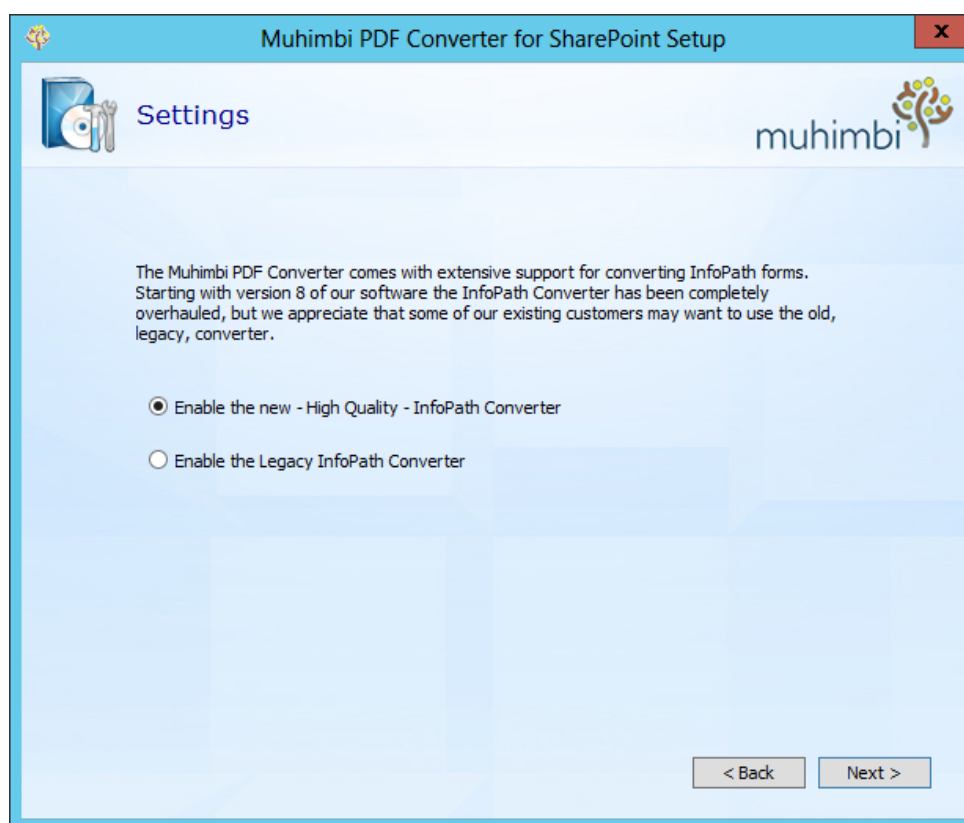 Muhimbi PDF Converter for SharePoint Setup
x
Settings
muhimbi
The Muhimbi PDF Converter comes with extensive support for converting InfoPath forms.
Starting with version 8 of our software the InfoPath Converter has been completely
overhauled, but we appreciate that some of our existing customers may want to use the old,
legacy, converter.
Enable the new - High Quality - InfoPath Converter
Enable the Legacy InfoPath Converter
< Back Next >